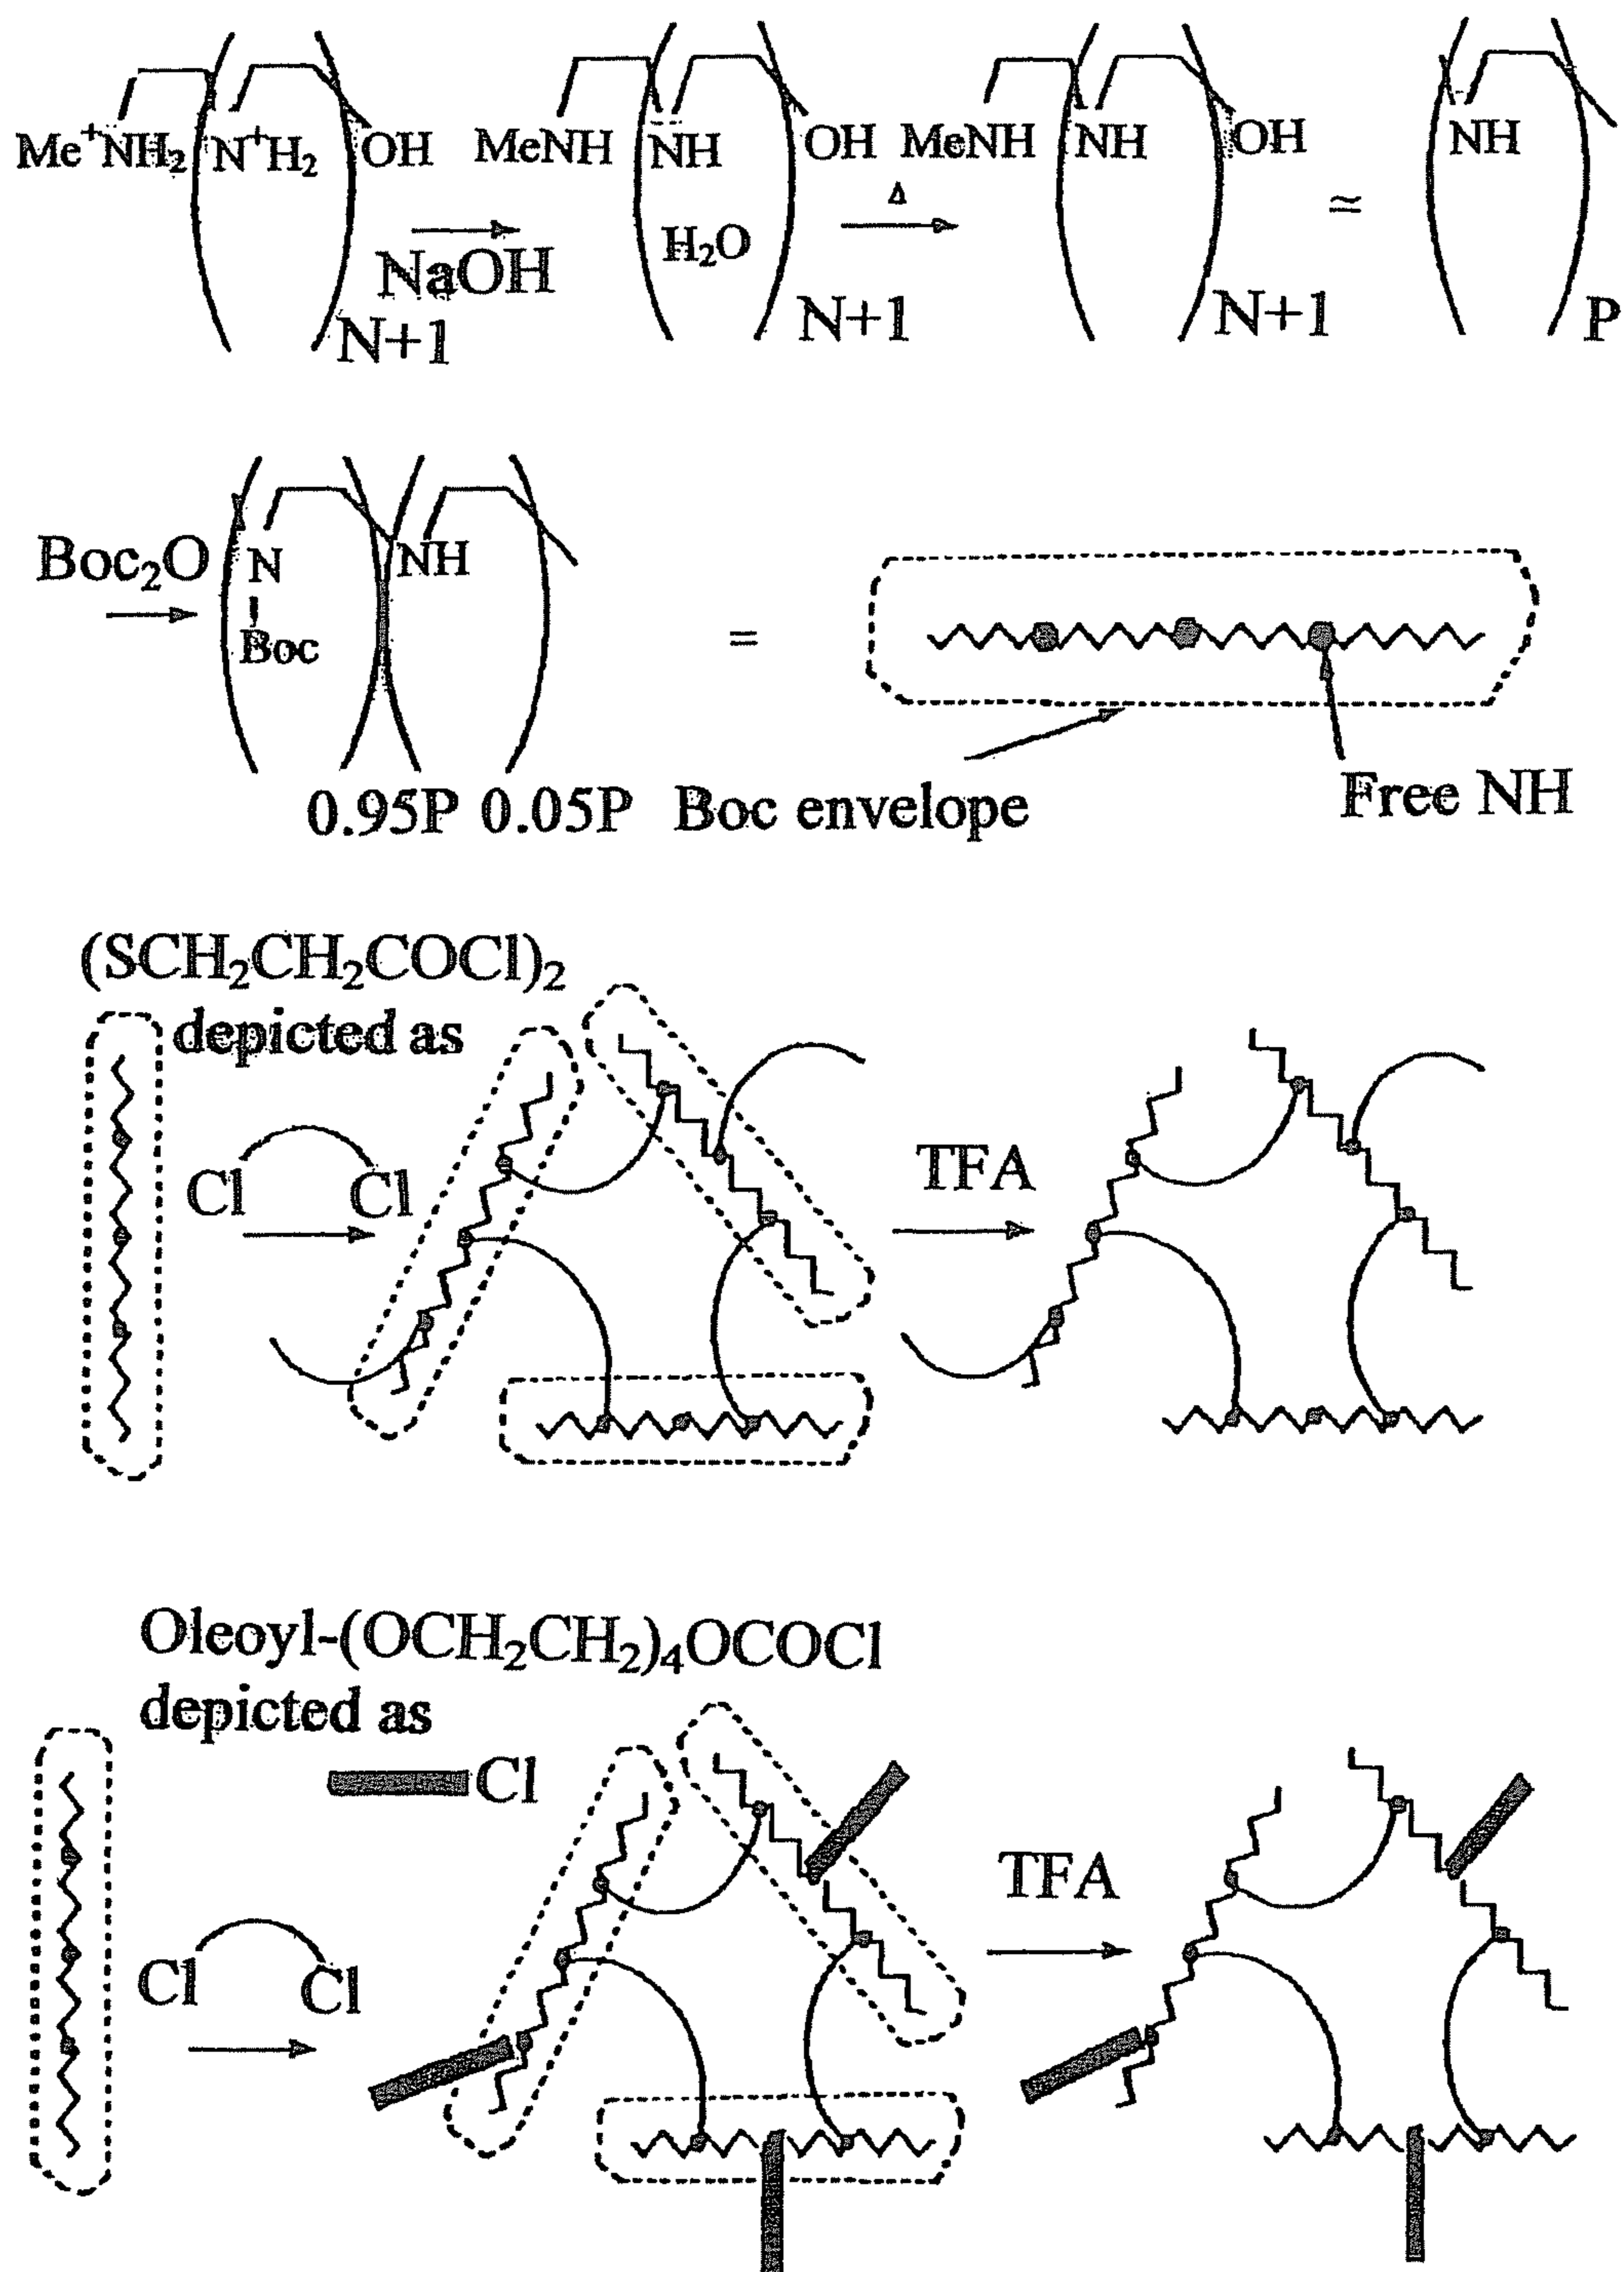 Me⁺NH₂ N⁺H₂ OH MeNH NH OH MeNH NH OH NH
Δ
H₂O
≃
NaOH
N+1 N+1 N+1 P
Boc₂O N NH
Boc
=
0.95P 0.05P Boc envelope Free NH
(SCH₂CH₂COCl)₂
depicted as
Cl Cl
TFA
Oleoyl-(OCH₂CH₂)₄OCOCl
depicted as
Cl
TFA
Cl Cl